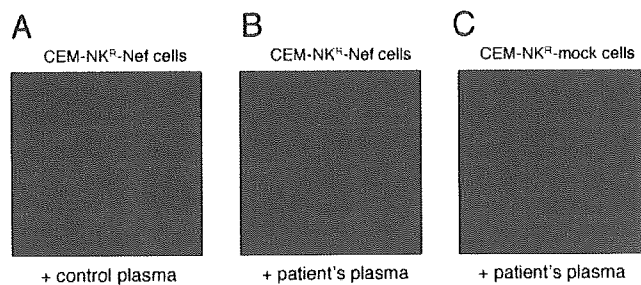 A
B
C
CEM-NKᴿ-Nef cells
CEM-NKᴿ-Nef cells
CEM-NKᴿ-mock cells
+ control plasma
+ patient's plasma
+ patient's plasma